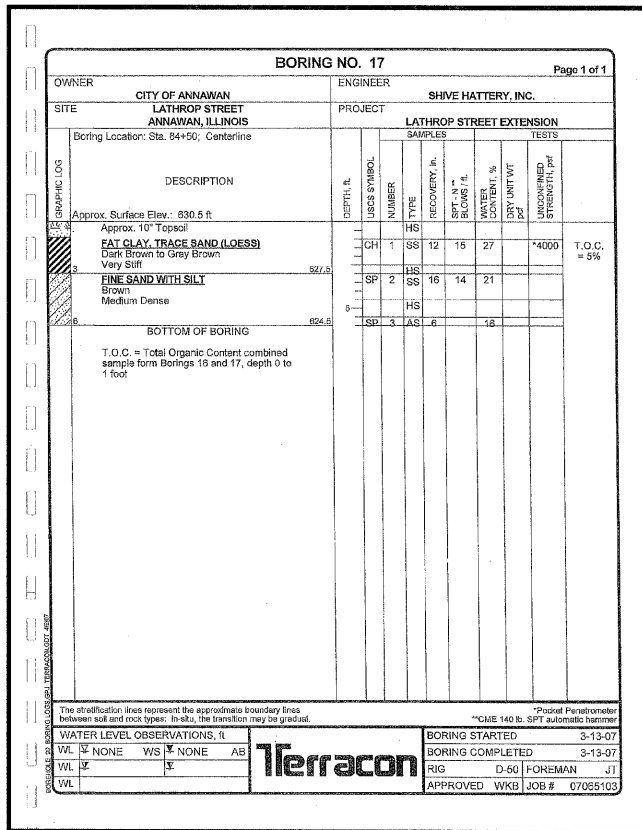 BORING NO. 17
Page 1 of 1
OWNER
CITY OF ANNAWAN
ENGINEER
SHIVE HATTERY, INC.
SITE
LATHROP STREET
ANNAWAN, ILLINOIS
PROJECT
LATHROP STREET EXTENSION
Boring Location: Sta. 84+50; Centerline
SAMPLES
TESTS
GRAPHIC LOG
DESCRIPTION
DEPTH, ft.
USCS SYMBOL
NUMBER
TYPE
RECOVERY, in.
SPT - N **
BLOWS / ft.
WATER
CONTENT, %
DRY UNIT WT
pcf
UNCONFINED
STRENGTH, psf
Approx. Surface Elev.: 630.5 ft
Approx. 10" Topsoil
HS
FAT CLAY, TRACE SAND (LOESS)
CH 1 SS 12 15 27 *4000 T.O.C.
= 5%
Dark Brown to Grey Brown
Very Stiff
3 627.5
HS
FINE SAND WITH SILT
SP 2 SS 16 14 21
Brown
Medium Dense
5
HS
6 624.5
SP 3 AS 6 16
BOTTOM OF BORING
T.O.C. = Total Organic Content combined
sample form Borings 16 and 17, depth 0 to
1 foot
The stratification lines represent the approximate boundary lines
between soil and rock types: in-situ, the transition may be gradual.
*Pocket Penetrometer
**CME 140 lb. SPT automatic hammer
WATER LEVEL OBSERVATIONS, ft
WL NONE WS NONE AB
WL
WL
Terracon
BORING STARTED 3-13-07
BORING COMPLETED 3-13-07
RIG D-50 FOREMAN JT
APPROVED WKB JOB # 07065103